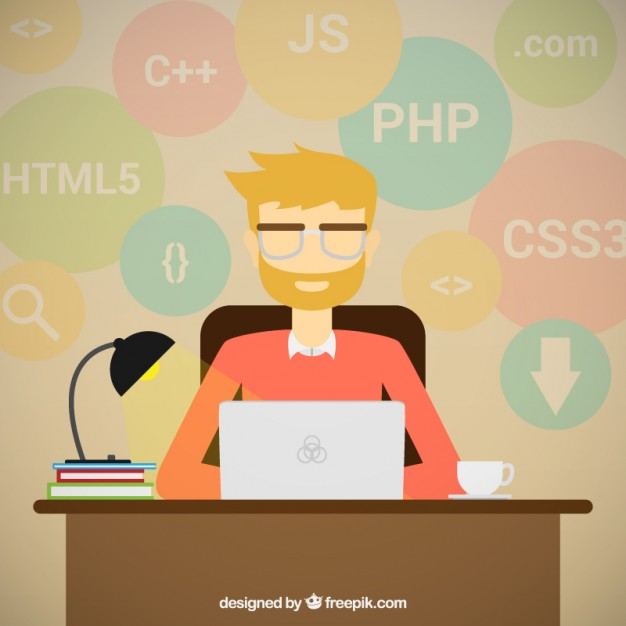 <>
C++
JS
.com
PHP
HTML5
CSS3
{}
<>
designed by freepik.com